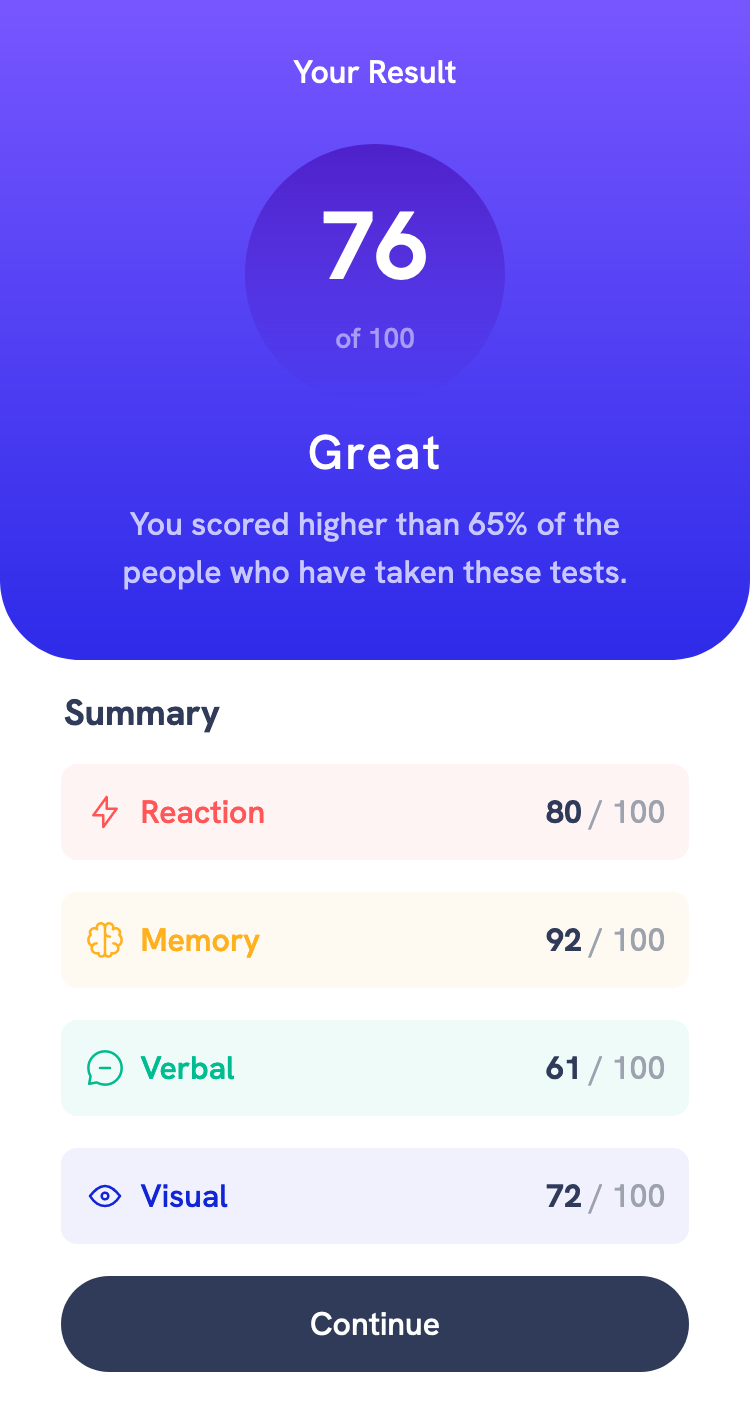 Your Result
76
of 100
Great
You scored higher than 65% of the
people who have taken these tests.
Summary
Reaction 80 / 100
Memory 92 / 100
Verbal 61 / 100
Visual 72 / 100
Continue